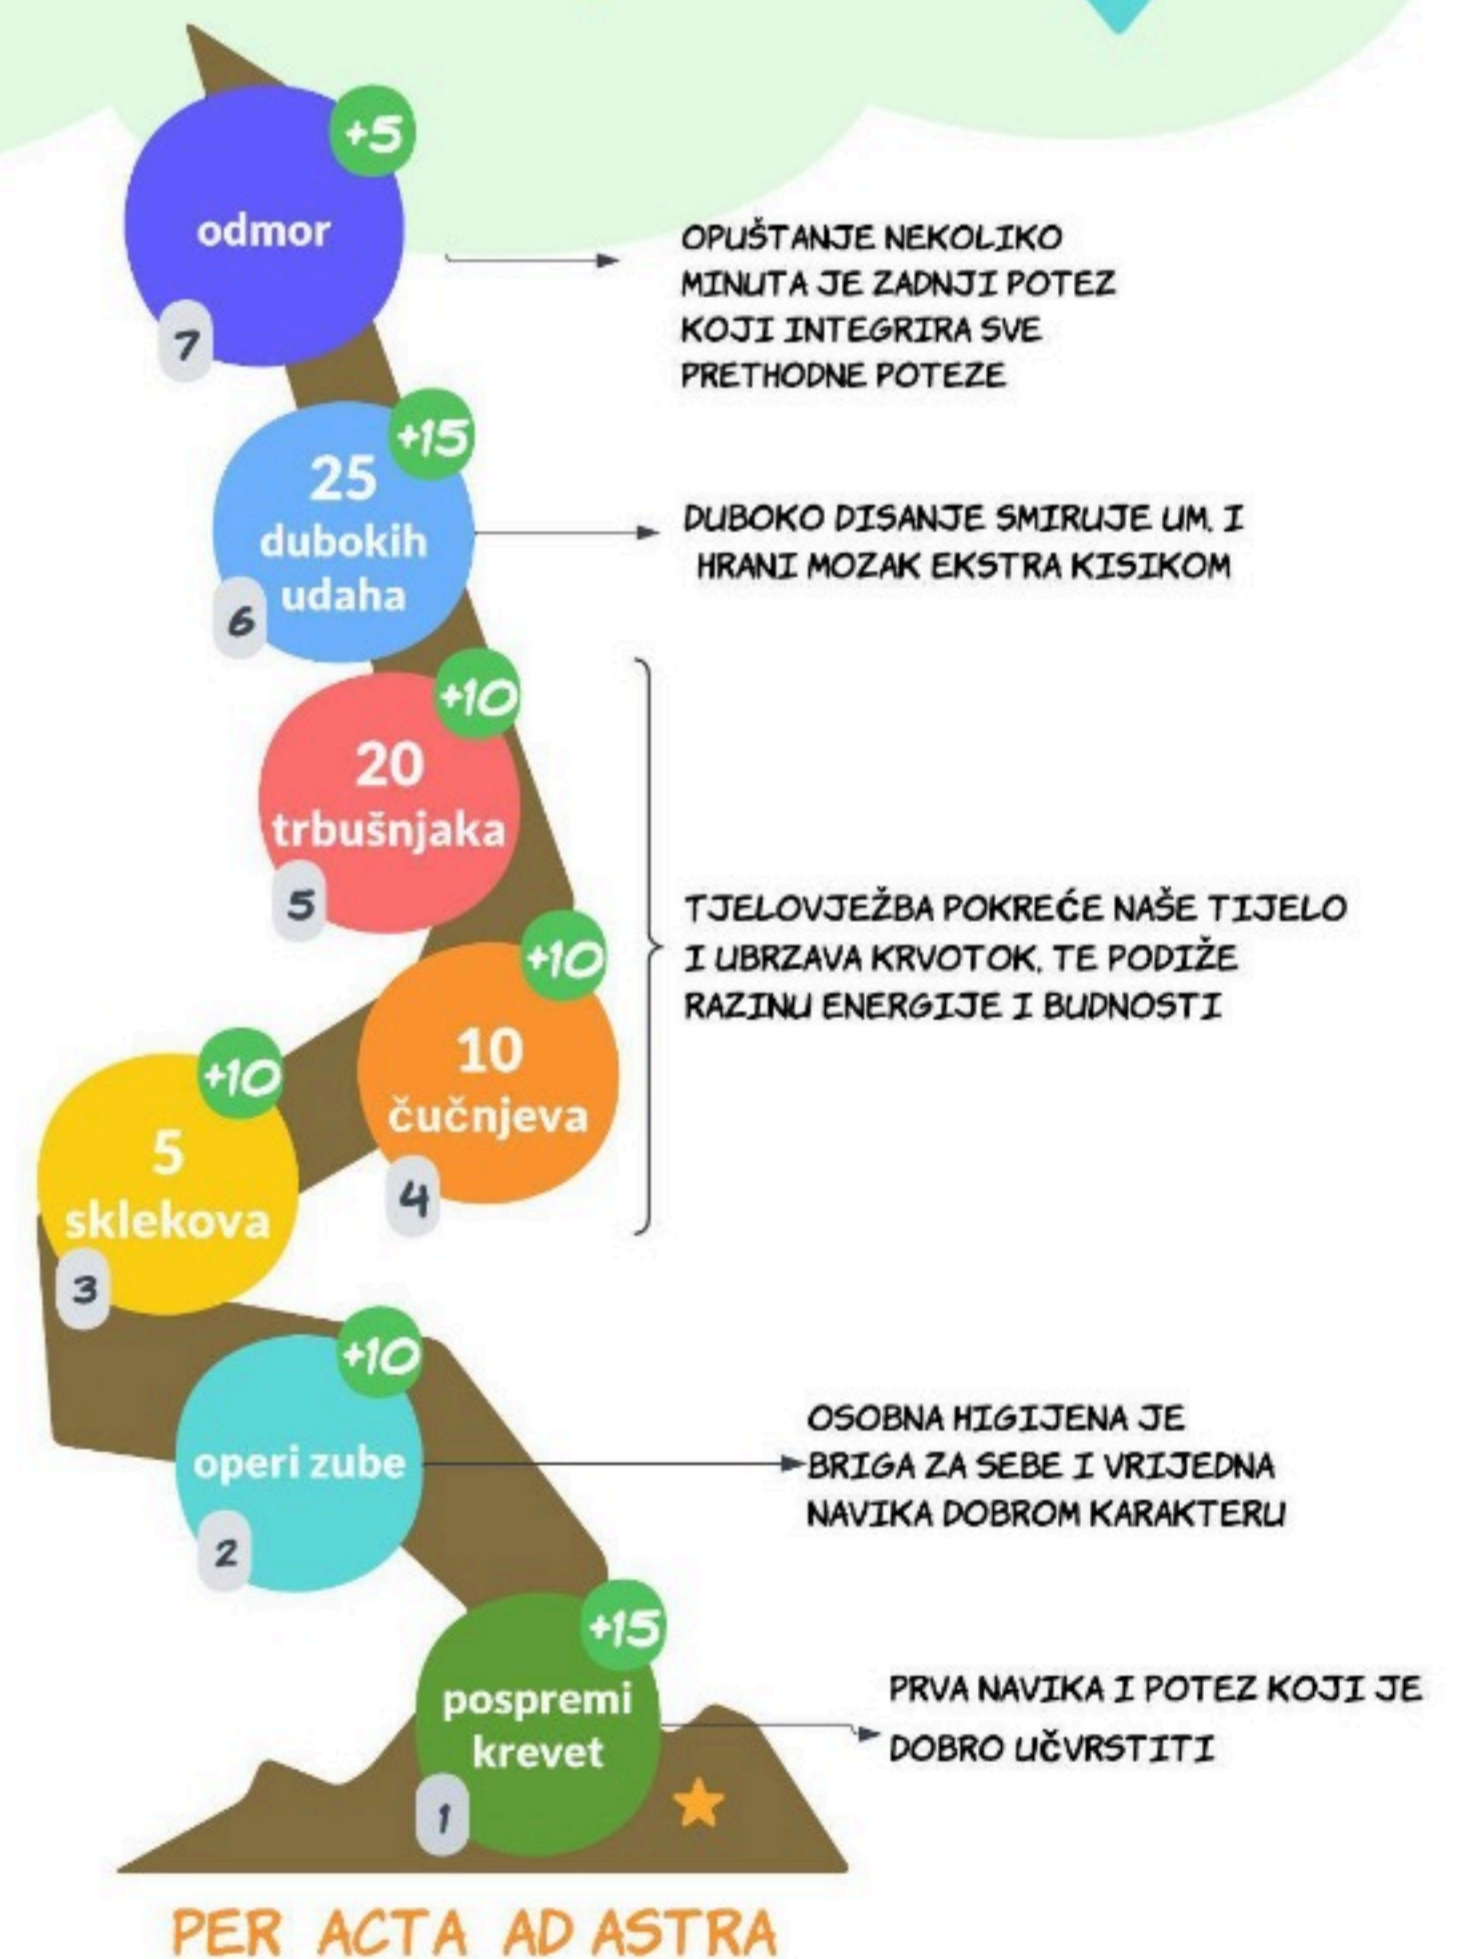 +5
odmor
7
OPUŠTANJE NEKOLIKO
MINUTA JE ZADNJI POTEZ
KOJI INTEGRIRA SVE
PRETHODNE POTEZE
+15
25
dubokih
udaha
6
DUBOKO DISANJE SMIRUJE UM, I
HRANI MOZAK EKSTRA KISIKOM
+10
20
trbušnjaka
5
+10
10
čučnjeva
4
TJELOVJEŽBA POKREĆE NAŠE TIJELO
I UBRZAVA KRVOTOK, TE PODIŽE
RAZINU ENERGIJE I BUDNOSTI
+10
5
sklekova
3
+10
operi zube
2
OSOBNA HIGIJENA JE
BRIGA ZA SEBE I VRIJEDNA
NAVIKA DOBROM KARAKTERU
+15
pospremi
krevet
1
PRVA NAVIKA I POTEZ KOJI JE
DOBRO UČVRSTITI
PER ACTA AD ASTRA